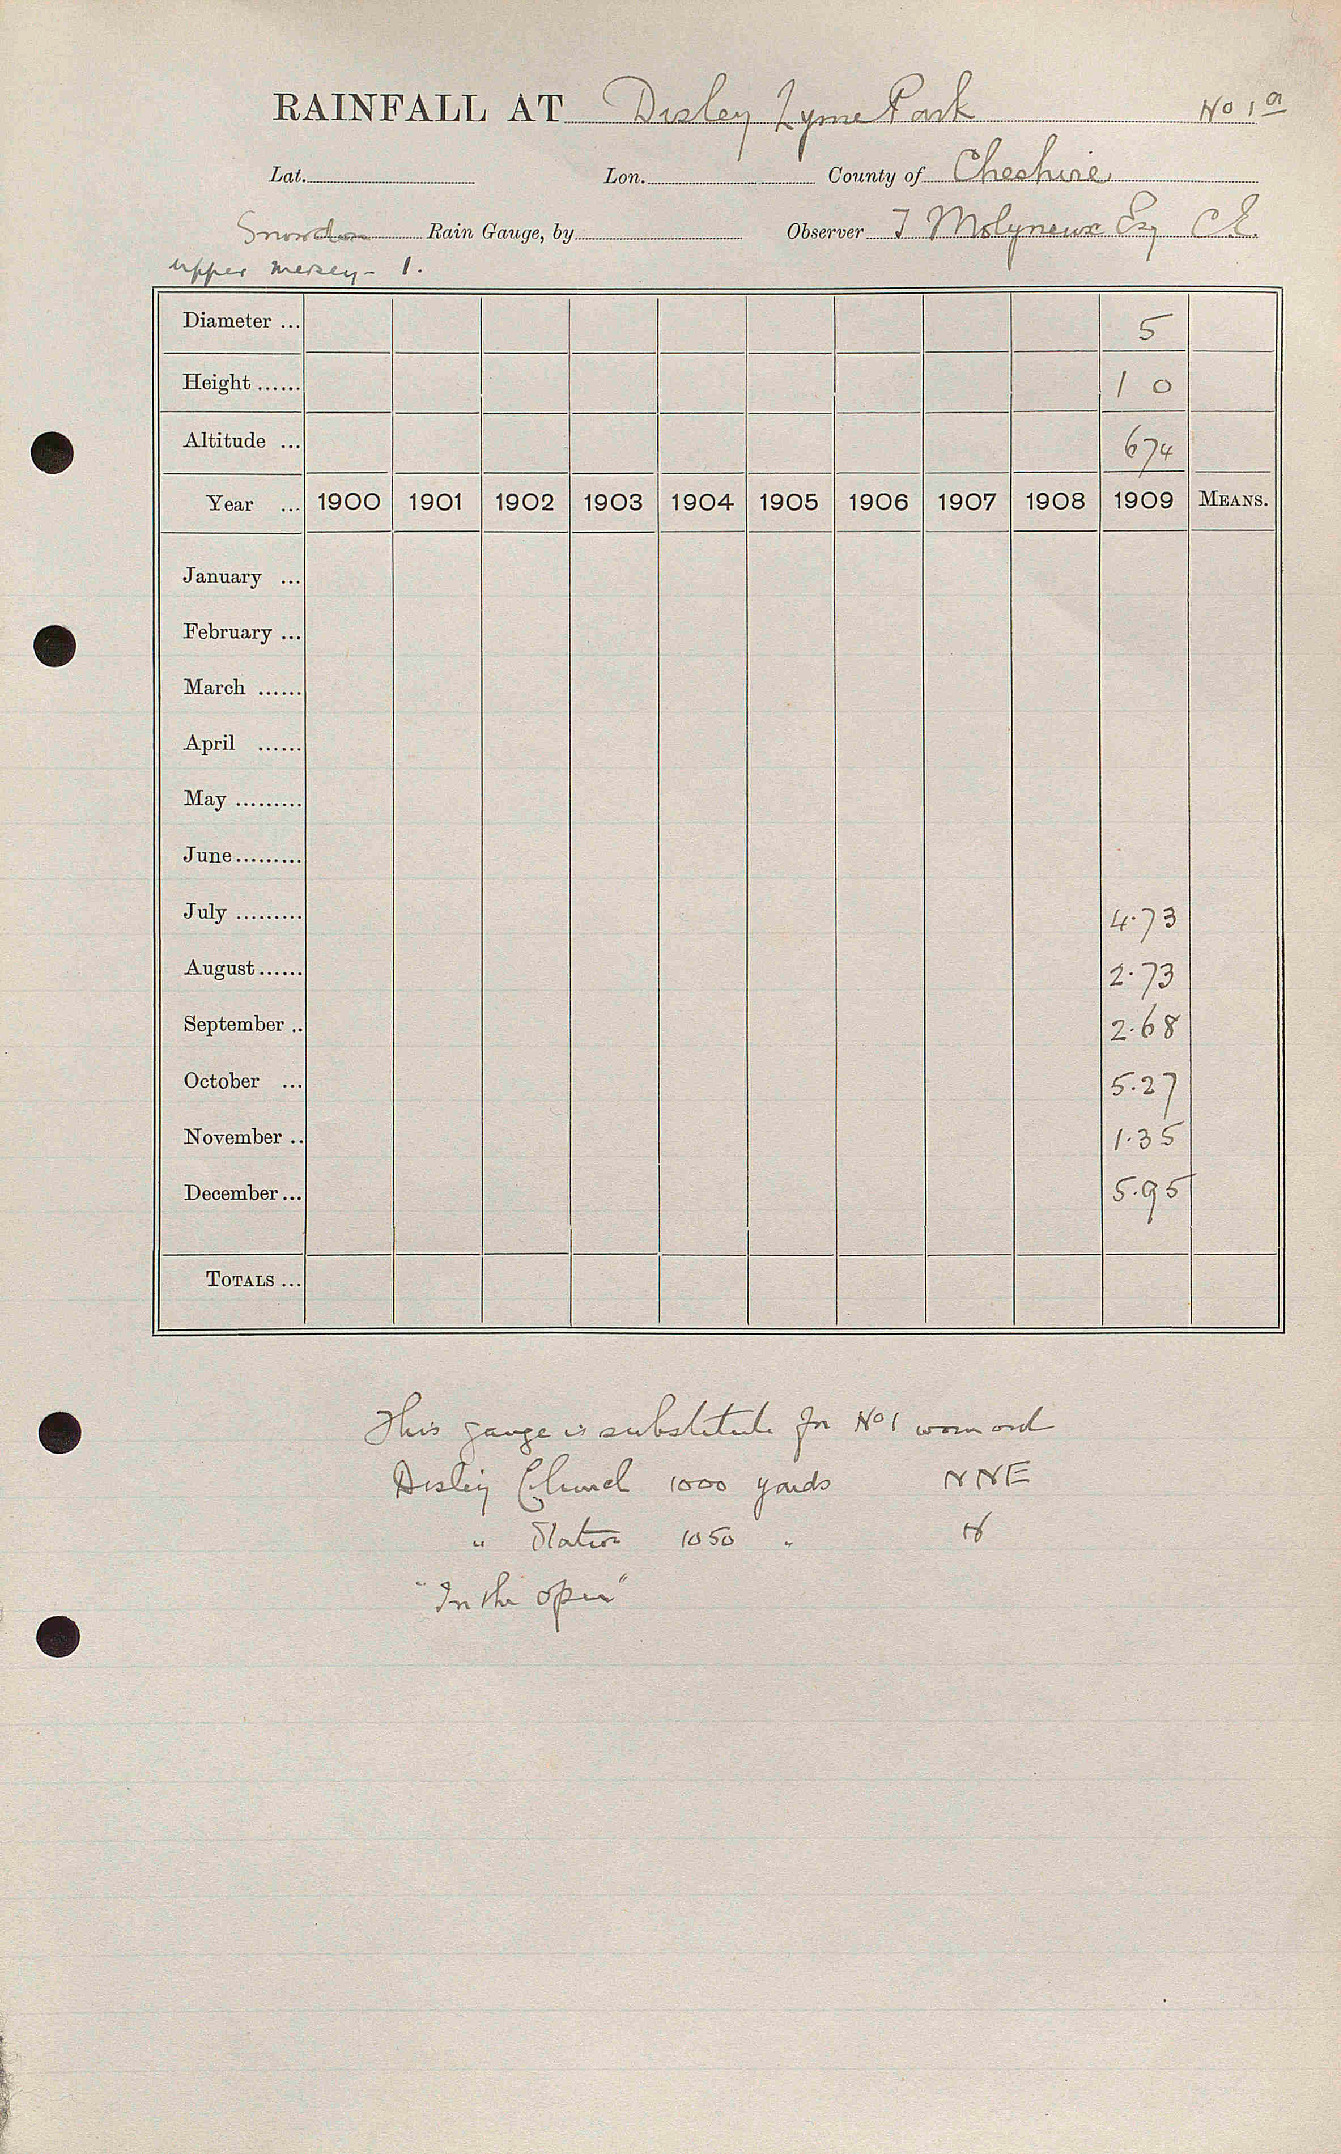 RAINFALL AT Disley Lyme Park No 1a
Lat. Lon. County of Cheshire
Snowdon Rain Gauge, by Observer T Molyneux Esq CE.
upper mersey - 1.
Diameter ... 5
Height ...... 1 0
Altitude ... 674
Year ... 1900 1901 1902 1903 1904 1905 1906 1907 1908 1909 MEANS.
January ...
February ...
March ......
April ......
May .........
June.........
July ......... 4.73
August...... 2.73
September .. 2.68
October ... 5.27
November .. 1.35
December... 5.95
TOTALS ...
This gauge is substitute for No 1 worn out
Disley Church 1000 yards NNE
" Station 1050 " N
"In the open"